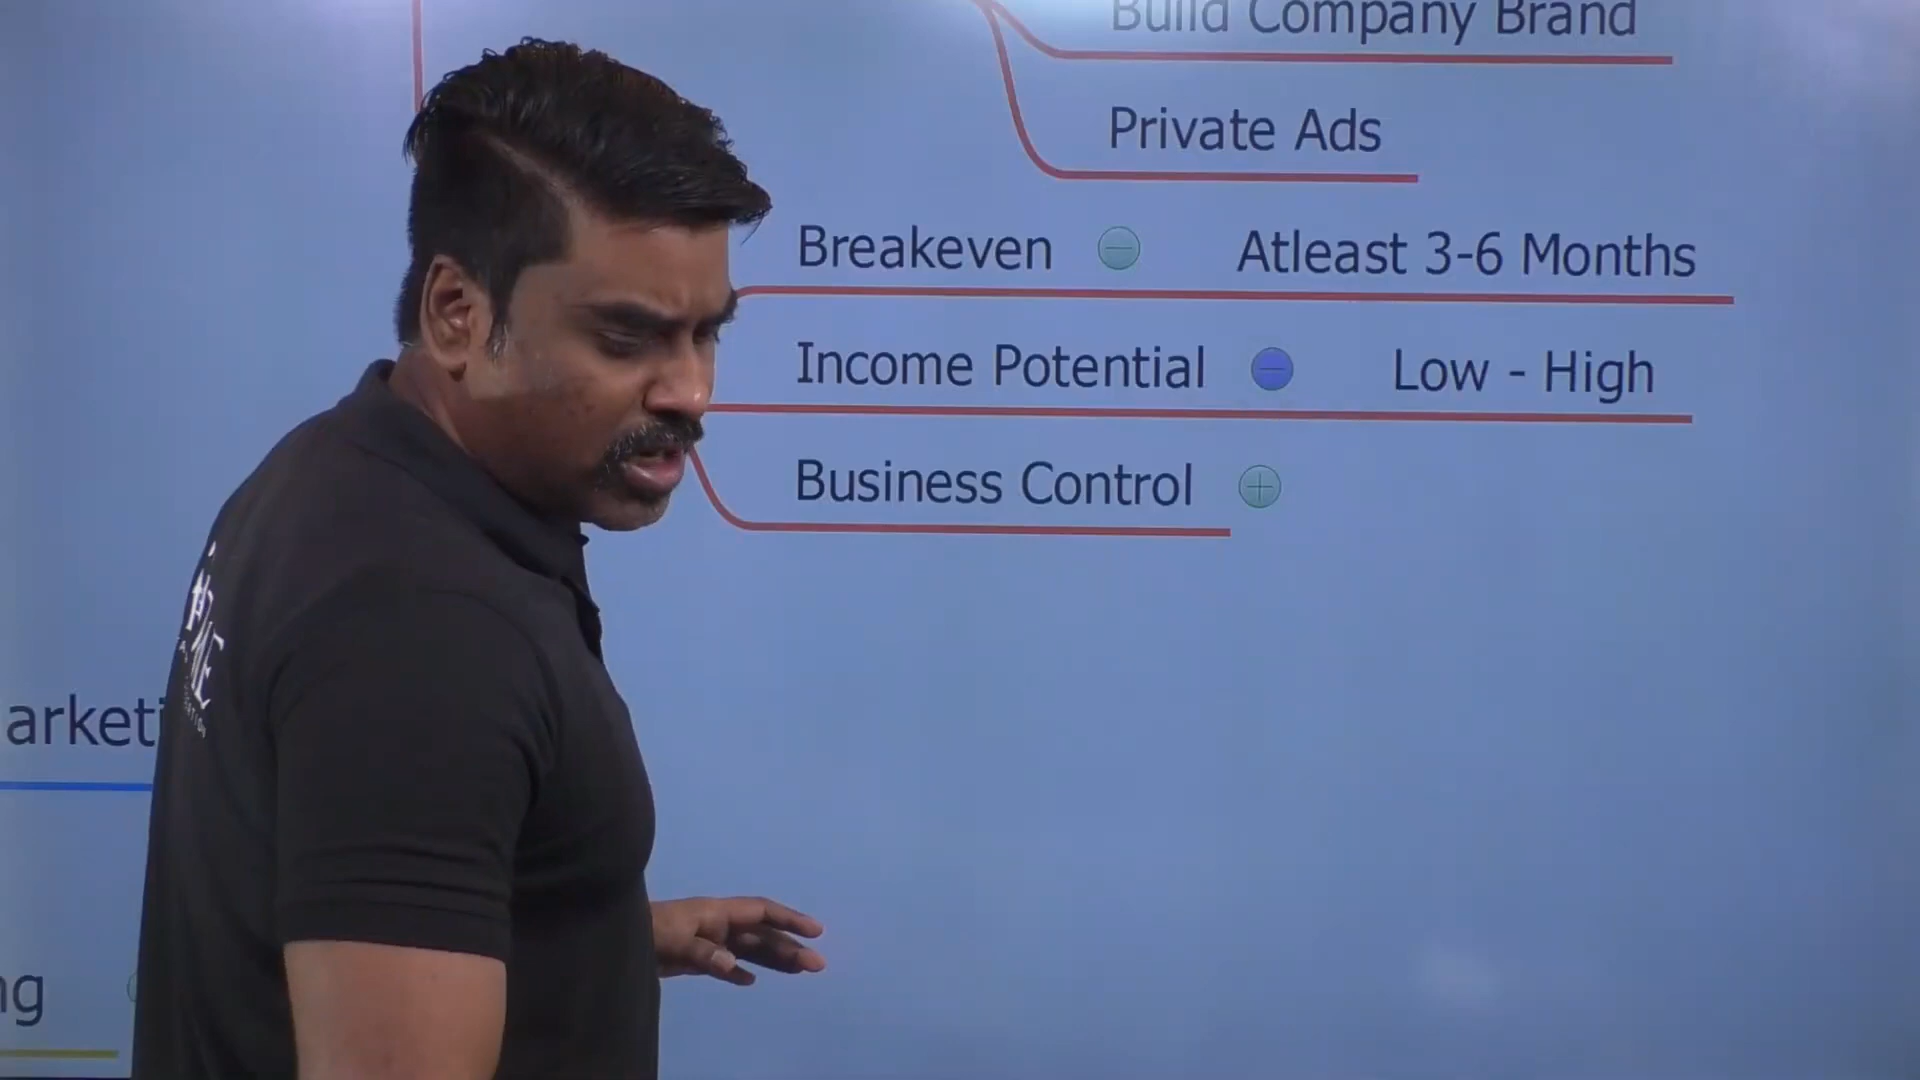 Build Company Brand
Private Ads
Breakeven Atleast 3-6 Months
Income Potential Low - High
Business Control
arketi
ng